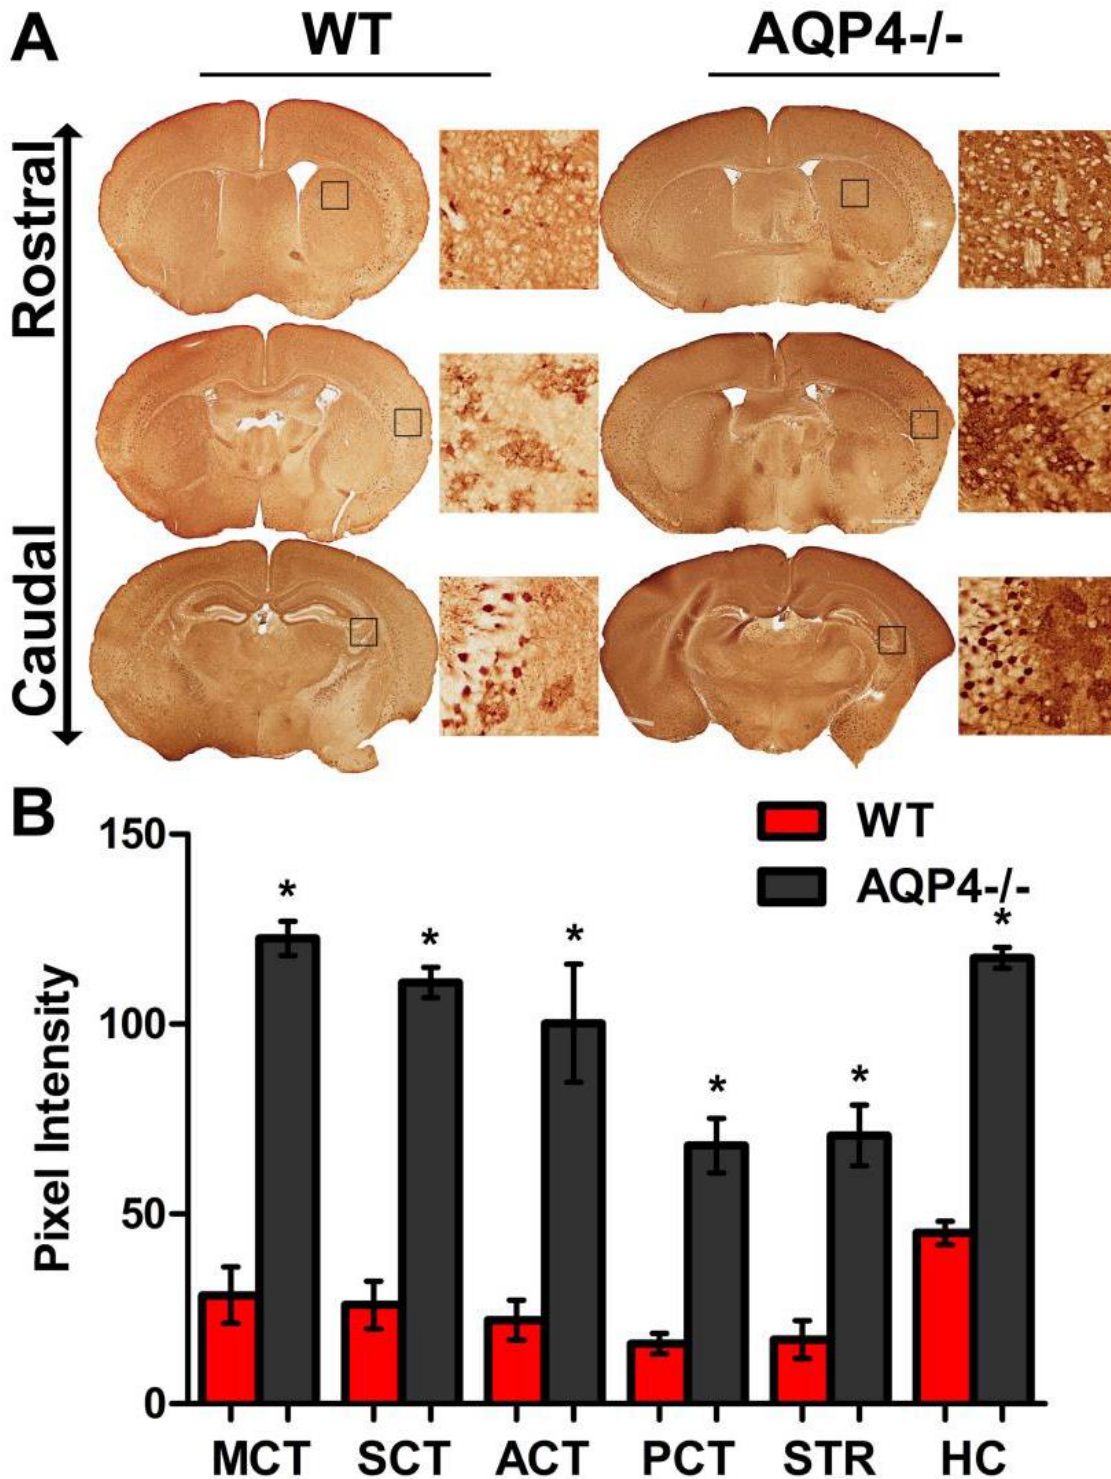 A
WT
AQP4-/-
Rostral
Caudal
B
WT
AQP4-/-
Pixel Intensity
150
100
50
0
*
*
*
*
*
*
MCT
SCT
ACT
PCT
STR
HC